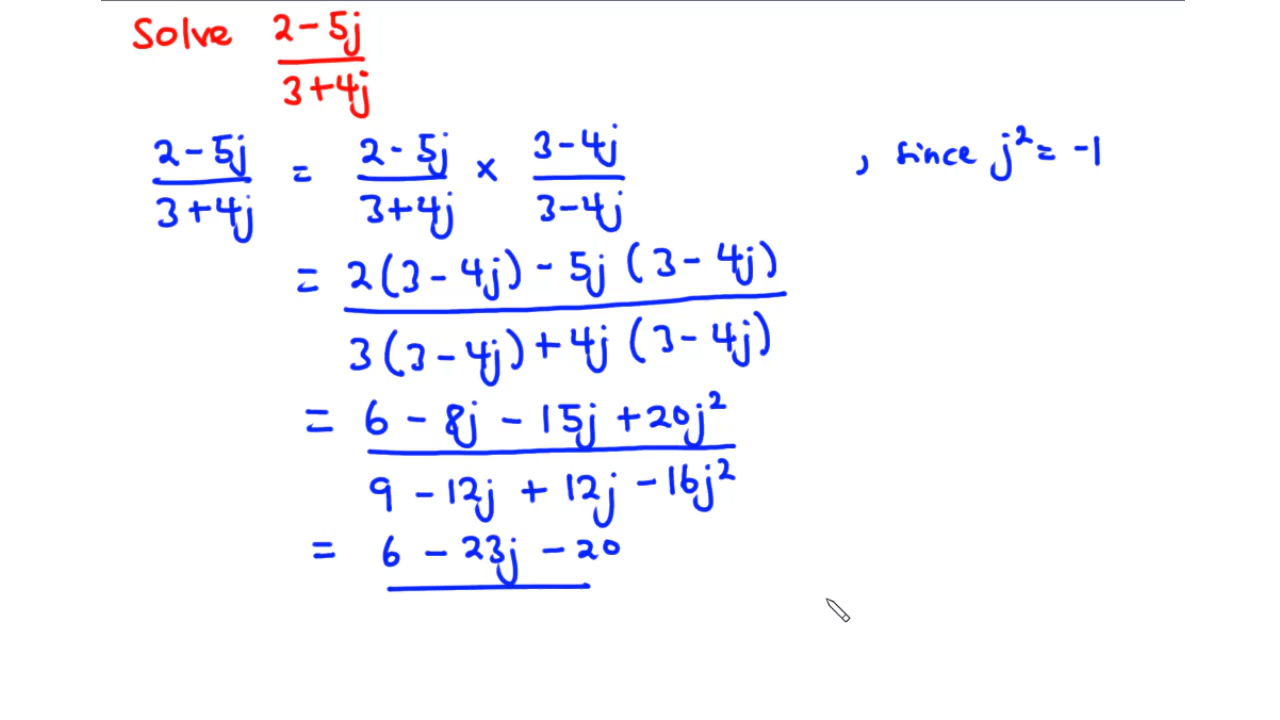 Solve (2-5j)/(3+4j)
(2-5j)/(3+4j) = (2-5j)/(3+4j) × (3-4j)/(3-4j) , since j² = -1
= (2(3-4j) - 5j(3-4j))/(3(3-4j) + 4j(3-4j))
= (6 - 8j - 15j + 20j²)/(9 - 12j + 12j - 16j²)
= 6 - 23j - 20